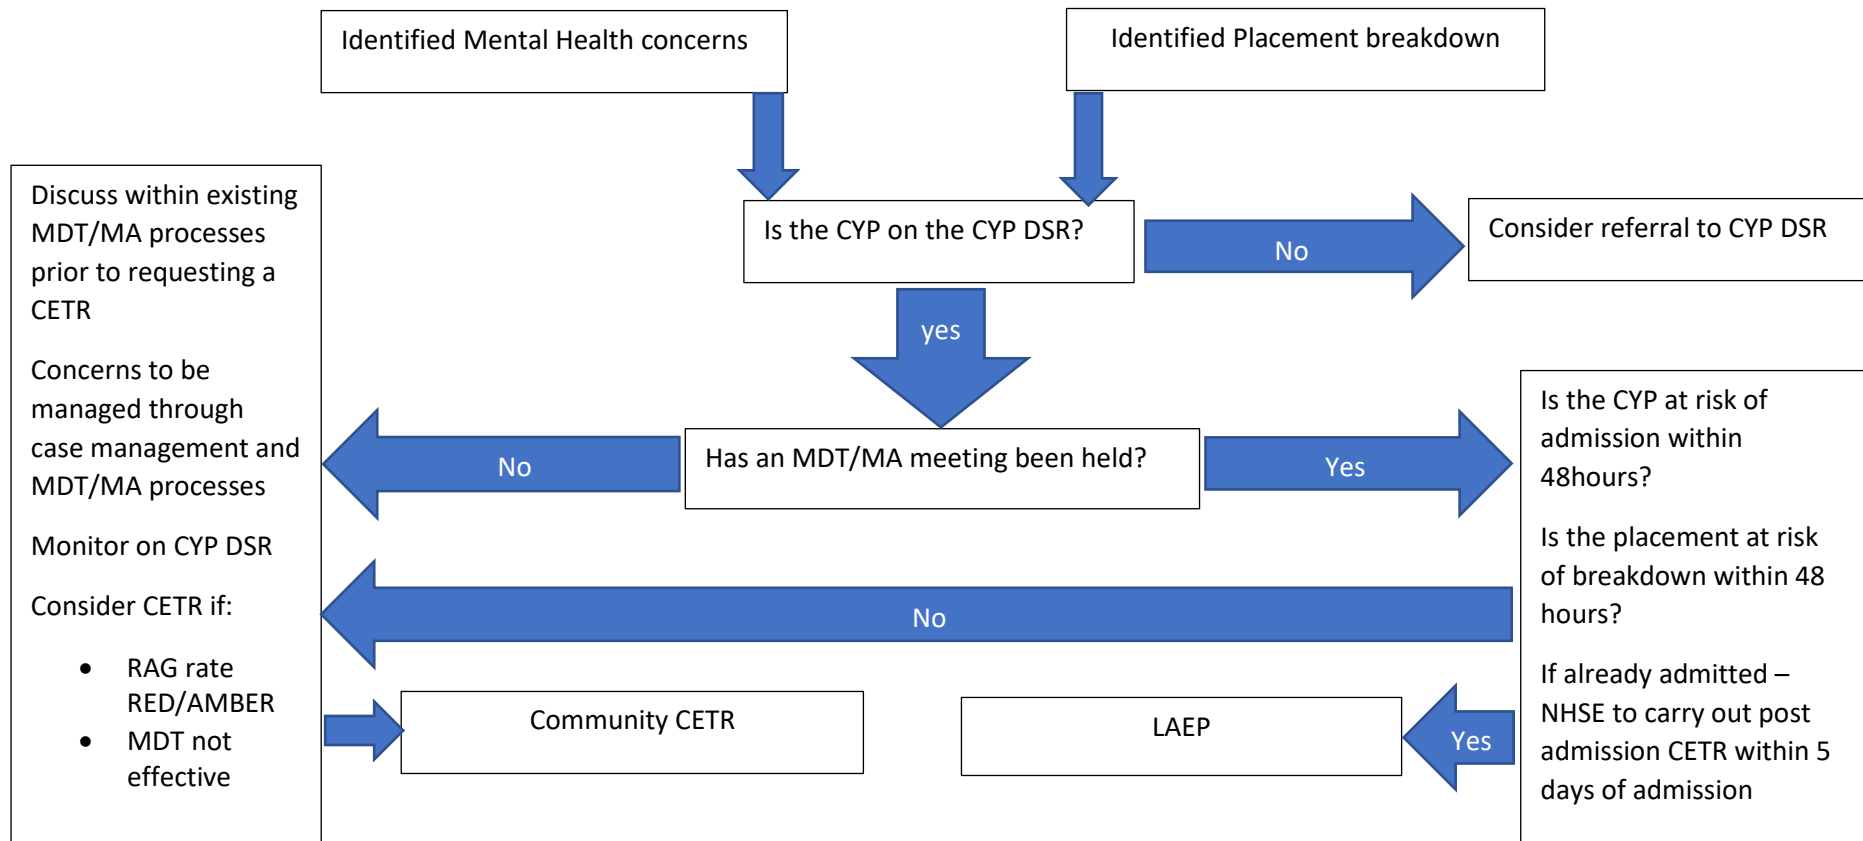 Identified Mental Health concerns
Identified Placement breakdown
Is the CYP on the CYP DSR?
No
Consider referral to CYP DSR
yes
Has an MDT/MA meeting been held?
No
Yes
Discuss within existing
MDT/MA processes
prior to requesting a
CETR
Concerns to be
managed through
case management and
MDT/MA processes
Monitor on CYP DSR
Consider CETR if:
• RAG rate
RED/AMBER
• MDT not
effective
Is the CYP at risk of
admission within
48hours?
Is the placement at risk
of breakdown within 48
hours?
If already admitted –
NHSE to carry out post
admission CETR within 5
days of admission
No
Yes
Community CETR
LAEP